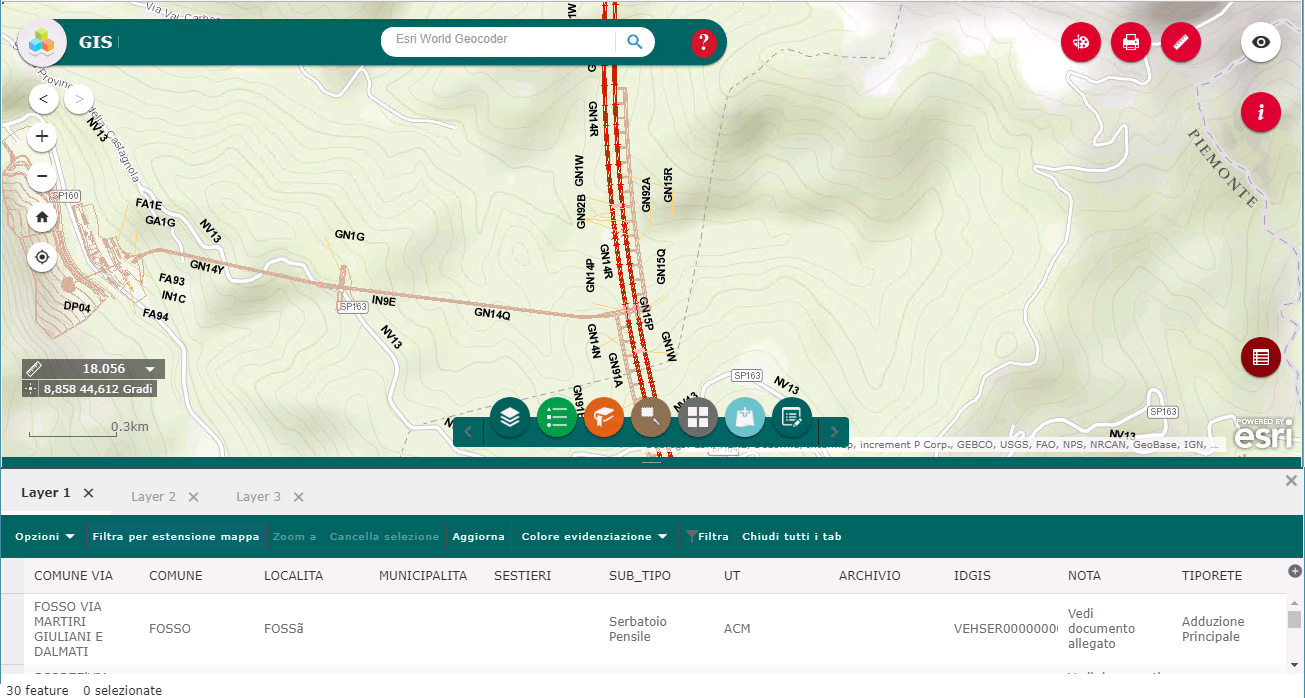 GIS
Esri World Geocoder
?
<
>
+
−
i
PIEMONTE
Castagnola
NV13
SP160
FA1E
GA1G
NV13
GN14Y
FA93
IN1C
FA94
DP04
GN1G
SP163
IN9E
GN14Q
NV13
GN14R
GN1W
GN92B
GN92A
GN15R
GN14P
GN14R
GN15Q
GN15P
GN14N
GN91A
GN1W
SP163
NV13
NV13
SP163
NV13
18.056
8,858 44,612 Gradi
0.3km
increment P Corp., GEBCO, USGS, FAO, NPS, NRCAN, GeoBase, IGN, ...
POWERED BY
esri
Layer 1 Layer 2 Layer 3
Opzioni Filtra per estensione mappa Zoom a Cancella selezione Aggiorna Colore evidenziazione Filtra Chiudi tutti i tab
COMUNE VIA COMUNE LOCALITA MUNICIPALITA SESTIERI SUB_TIPO UT ARCHIVIO IDGIS NOTA TIPORETE
FOSSO VIA
MARTIRI
GIULIANI E
DALMATI
FOSSO
FOSSã
Serbatoio
Pensile
ACM
VEHSER0000000
Vedi
documento
allegato
Adduzione
Principale
30 feature 0 selezionate